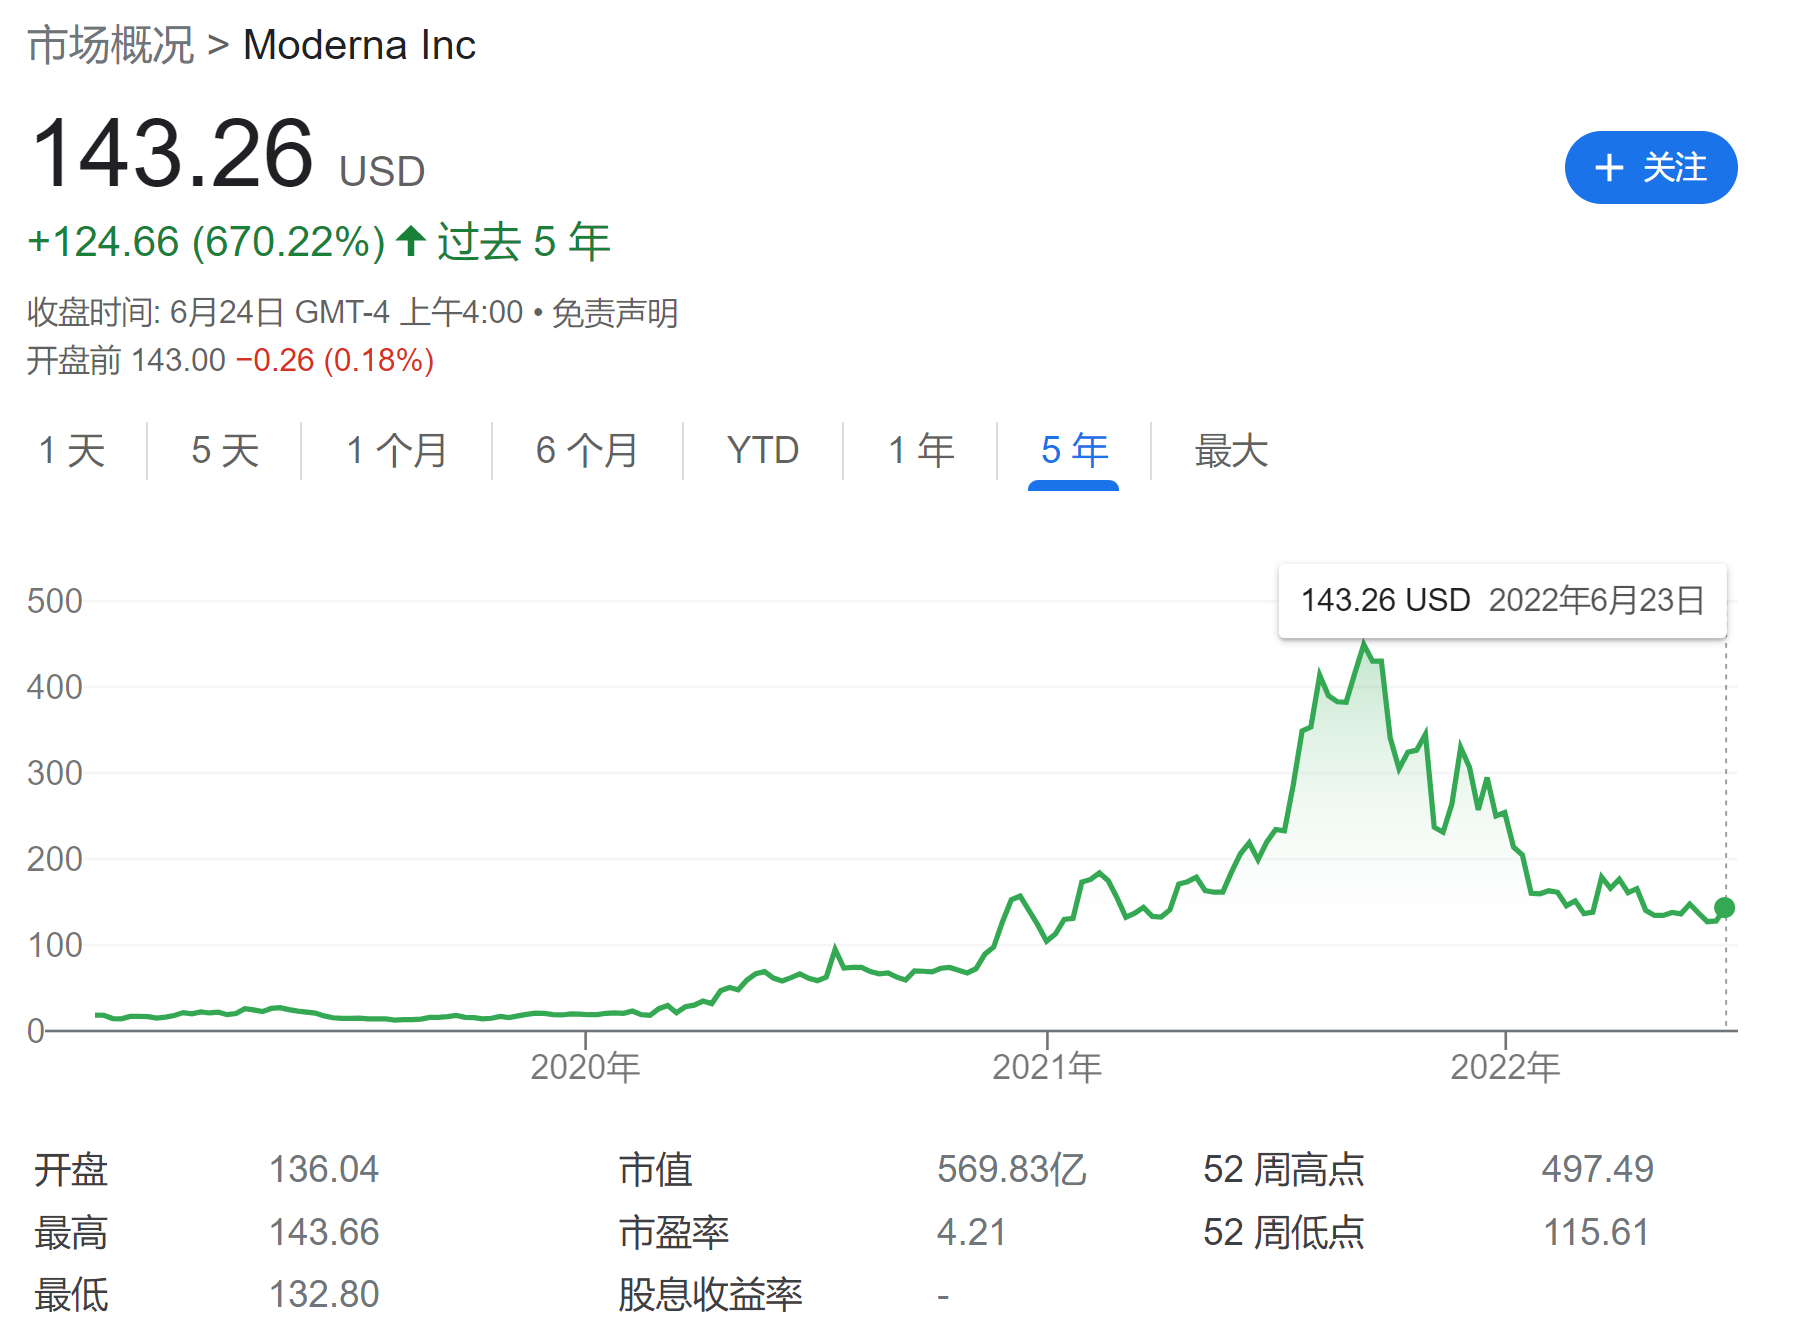 市场概况 > Moderna Inc
143.26 USD
+ 关注
+124.66 (670.22%) 过去 5 年
收盘时间: 6月24日 GMT-4 上午4:00 • 免责声明
开盘前 143.00 −0.26 (0.18%)
1 天 5 天 1 个月 6 个月 YTD 1 年 5 年 最大
143.26 USD 2022年6月23日
500
400
300
200
100
0
2020年 2021年 2022年
开盘 136.04 市值 569.83亿 52 周高点 497.49
最高 143.66 市盈率 4.21 52 周低点 115.61
最低 132.80 股息收益率 -